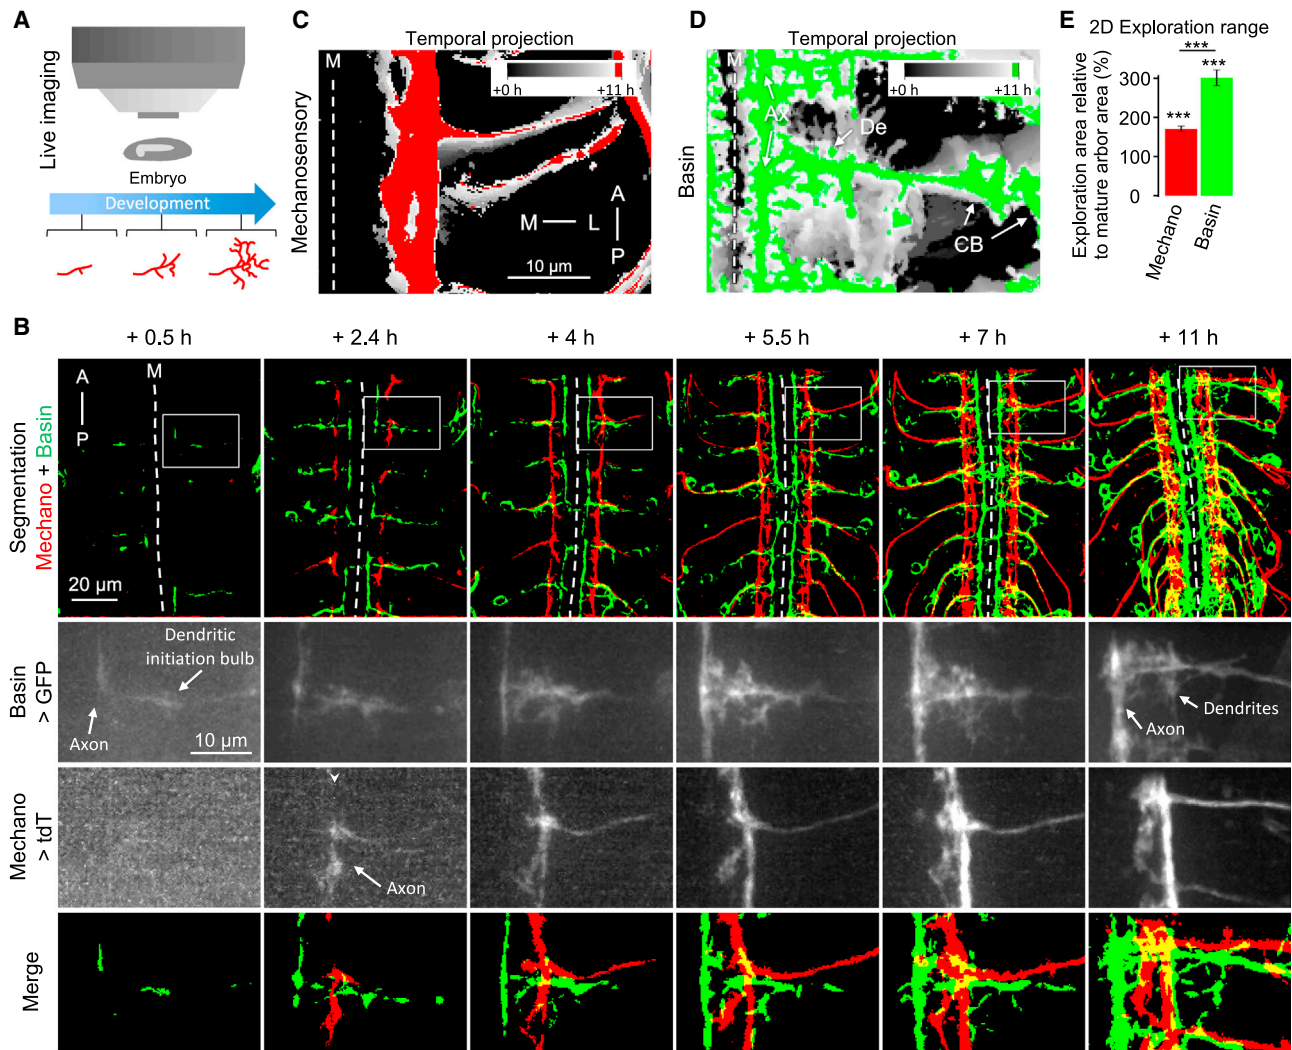 A
Live imaging
Embryo
Development
C
Temporal projection
Mechanosensory
M
+0 h
+11 h
A
M
L
P
10 µm
D
Temporal projection
Basin
M
+0 h
+11 h
Ax
De
CB
E
2D Exploration range
Exploration area relative
to mature arbor area (%)
***
***
***
300
200
100
0
Mechano
Basin
B
+ 0.5 h
+ 2.4 h
+ 4 h
+ 5.5 h
+ 7 h
+ 11 h
Segmentation
Mechano + Basin
A
P
M
20 µm
Basin
> GFP
Dendritic
initiation bulb
Axon
10 µm
Dendrites
Axon
Mechano
> tdT
Axon
Merge